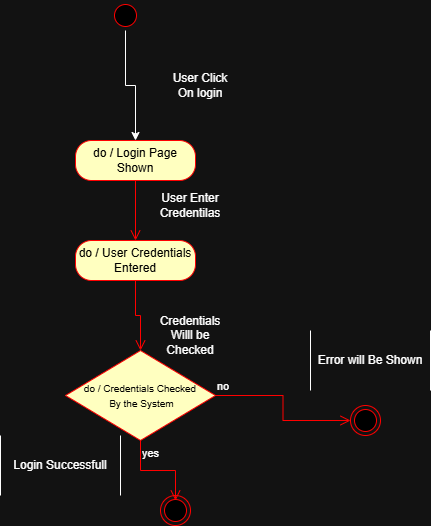 User Click
On login
do / Login Page
Shown
User Enter
Credentilas
do / User Credentials
Entered
Credentials
Willl be
Checked
Error will Be Shown
do / Credentials Checked
By the System
no
yes
Login Successfull